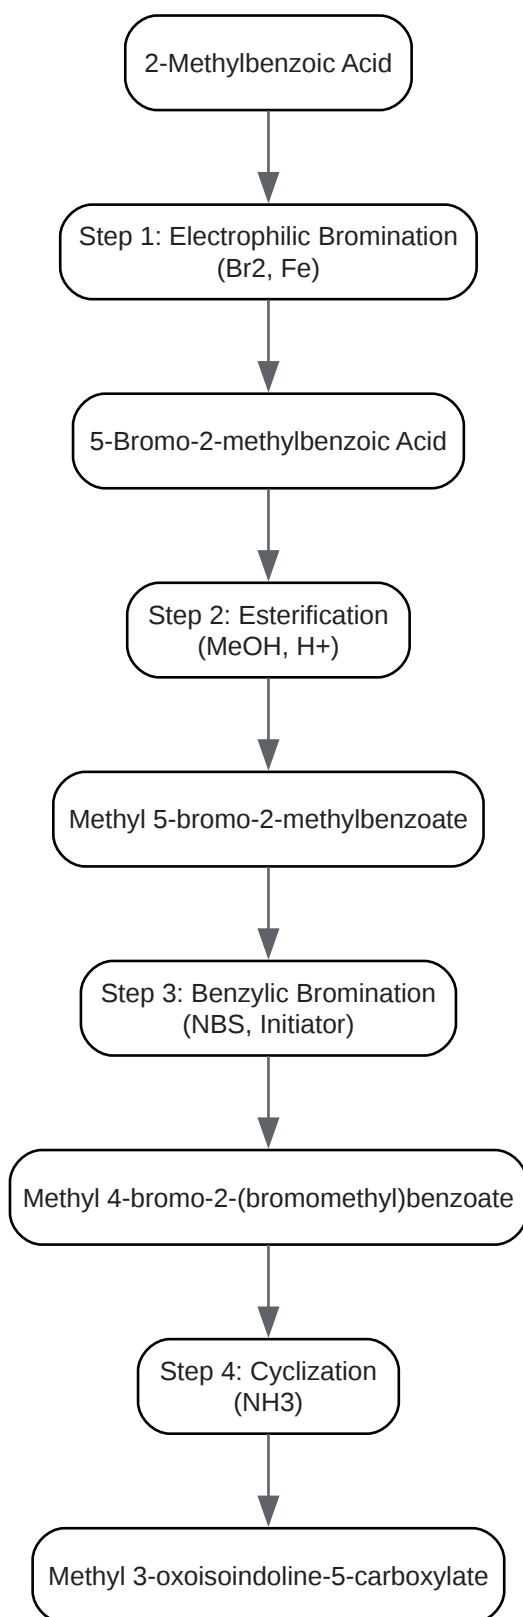 2-Methylbenzoic Acid
Step 1: Electrophilic Bromination
(Br2, Fe)
5-Bromo-2-methylbenzoic Acid
Step 2: Esterification
(MeOH, H+)
Methyl 5-bromo-2-methylbenzoate
Step 3: Benzylic Bromination
(NBS, Initiator)
Methyl 4-bromo-2-(bromomethyl)benzoate
Step 4: Cyclization
(NH3)
Methyl 3-oxoisoindoline-5-carboxylate